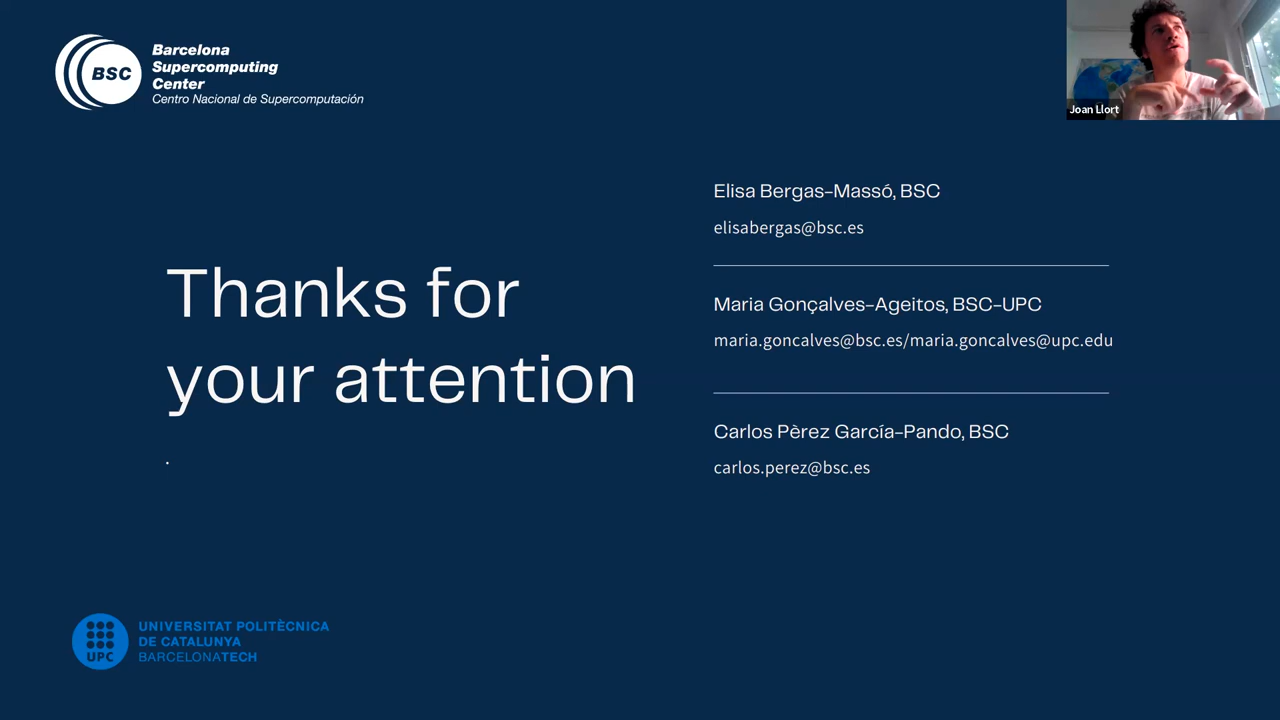 BSC
Barcelona
Supercomputing
Center
Centro Nacional de Supercomputación
Joan Llort
Thanks for
your attention
.
Elisa Bergas-Massó, BSC
elisabergas@bsc.es
Maria Gonçalves-Ageitos, BSC-UPC
maria.goncalves@bsc.es/maria.goncalves@upc.edu
Carlos Pèrez García-Pando, BSC
carlos.perez@bsc.es
UPC
UNIVERSITAT POLITÈCNICA
DE CATALUNYA
BARCELONATECH